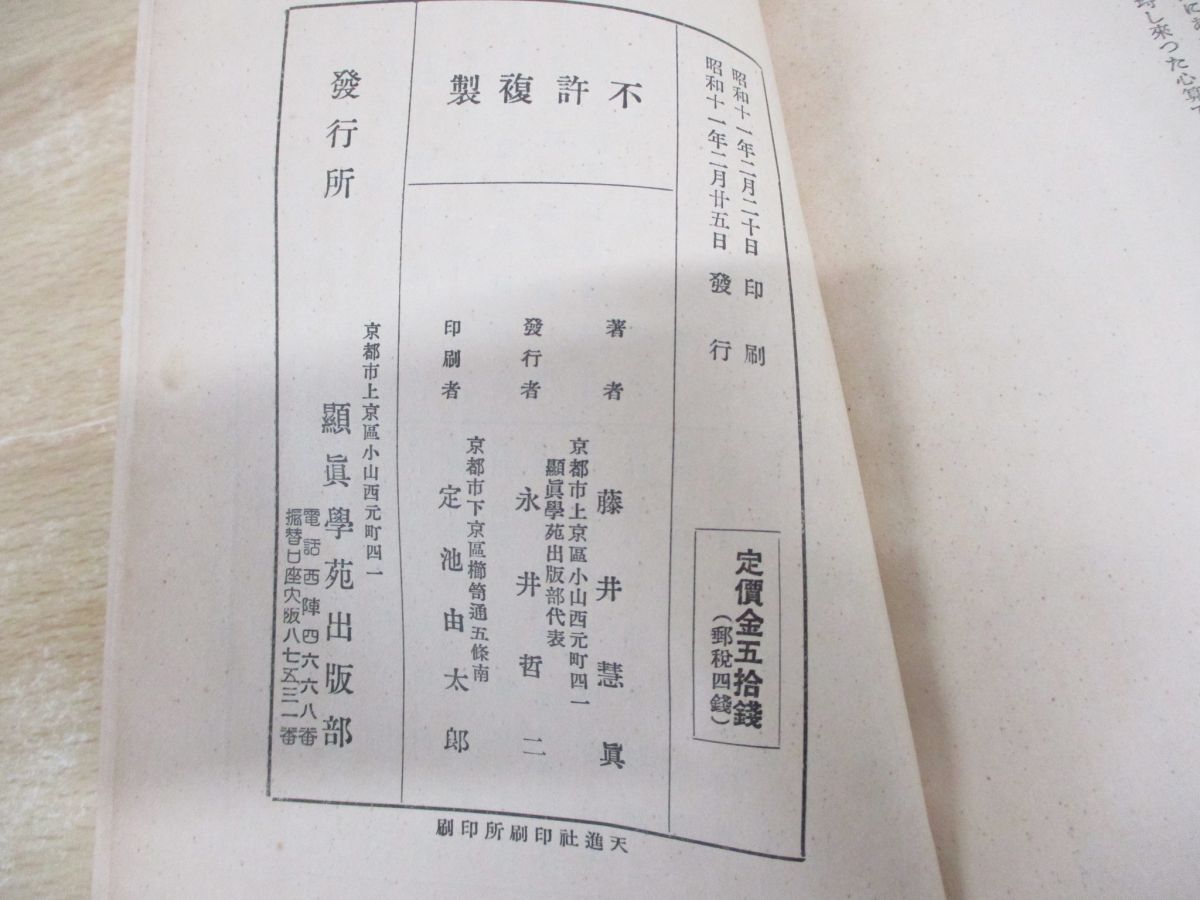 昭和十一年二月二十日 印刷
昭和十一年二月廿五日 發行
定價金五拾錢
(郵稅四錢)
不許複製
著者 藤井慧眞
京都市上京區小山西元町四一
顯眞學苑出版部代表
發行者 永井哲二
京都市下京區櫛笥通五條南
印刷者 定池由太郎
發行所
京都市上京區小山西元町四一
顯眞學苑出版部
電話西陣四六六八番
振替口座大阪八七五三一番
天進社印刷所印刷
し來つた心算